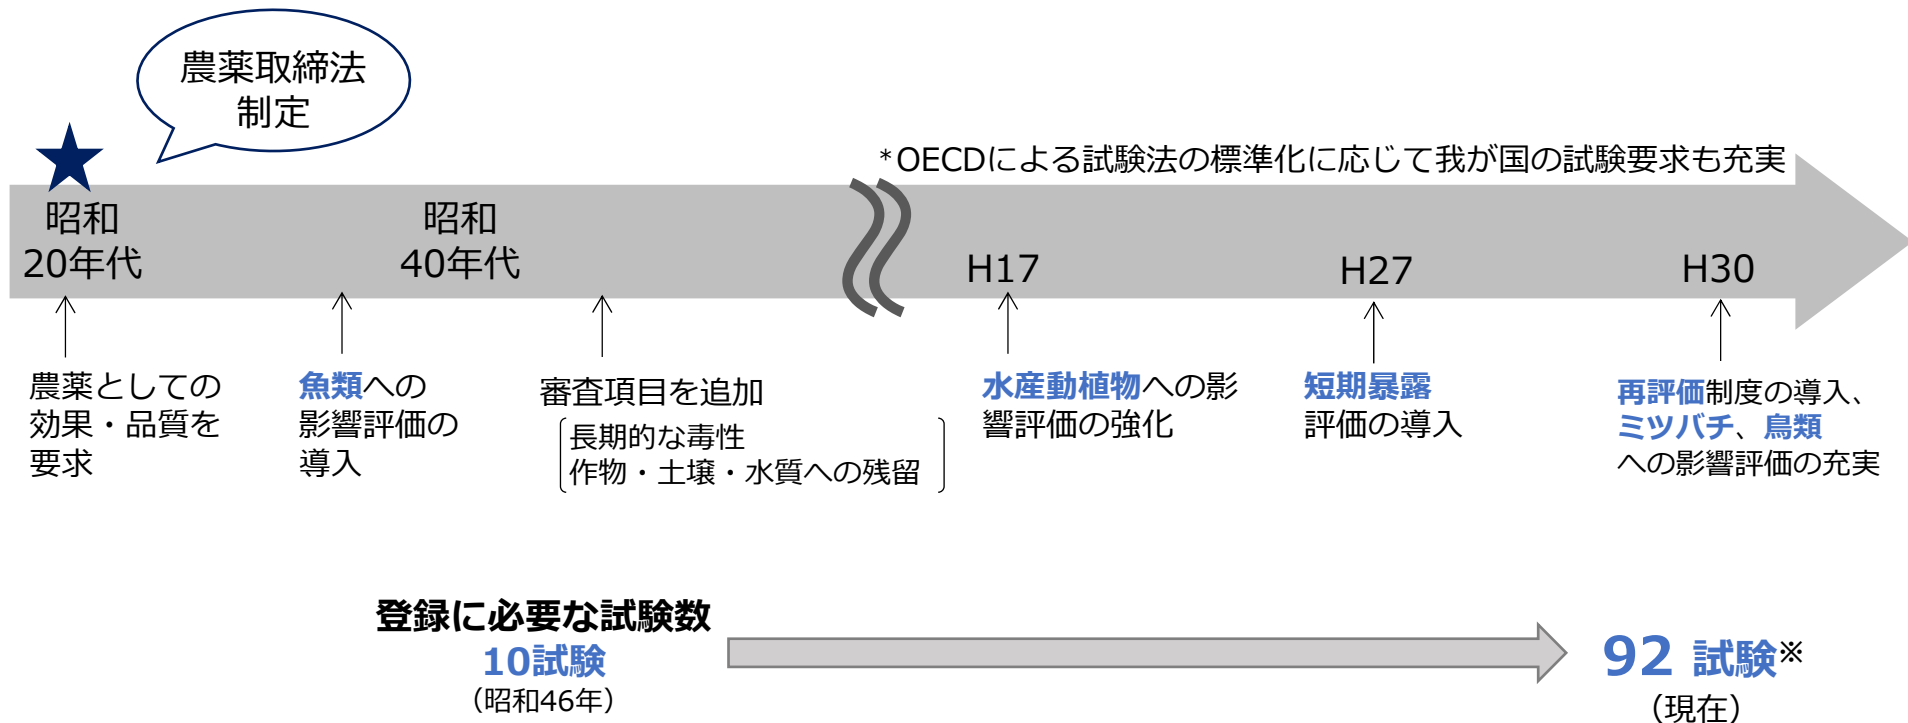 農薬取締法
制定
*OECDによる試験法の標準化に応じて我が国の試験要求も充実
昭和
20年代
昭和
40年代
H17
H27
H30
農薬としての
効果・品質を
要求
魚類への
影響評価の
導入
審査項目を追加
長期的な毒性
作物・土壌・水質への残留
水産動植物への影
響評価の強化
短期暴露
評価の導入
再評価制度の導入、
ミツバチ、鳥類
への影響評価の充実
登録に必要な試験数
10試験
（昭和46年）
92 試験※
（現在）